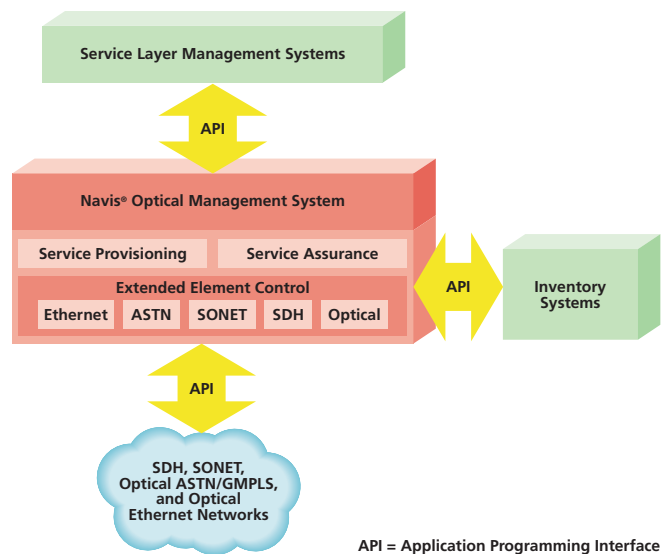 Service Layer Management Systems
API
Navis® Optical Management System
Service Provisioning
Service Assurance
Extended Element Control
Ethernet
ASTN
SONET
SDH
Optical
API
Inventory
Systems
API
SDH, SONET,
Optical ASTN/GMPLS,
and Optical
Ethernet Networks
API = Application Programming Interface